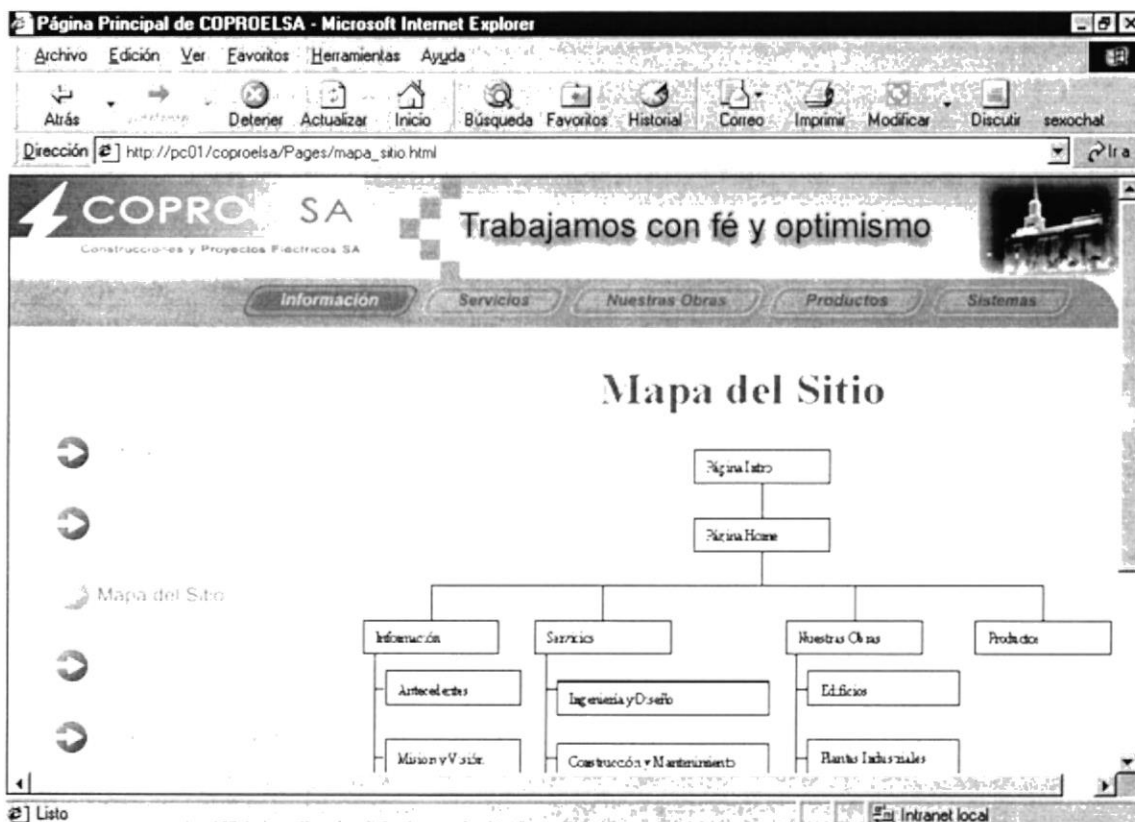 Página Principal de COPROELSA - Microsoft Internet Explorer
Archivo Edición Ver Favoritos Herramientas Ayuda
Atrás Detener Actualizar Inicio Búsqueda Favoritos Historial Correo Imprimir Modificar Discutir sexochat
Dirección http://pc01/coproelsa/Pages/mapa_sitio.html Ir a
COPRO SA
Construcciones y Proyectos Eléctricos SA
Trabajamos con fé y optimismo
Información Servicios Nuestras Obras Productos Sistemas
Mapa del Sitio
Página Intro
Página Home
Mapa del Sitio
Información Servicios Nuestras Obras Productos
Antecedentes Ingeniería y Diseño Edificios
Mision y Visión Construcción y Mantenimiento Plantas Industriales
Listo Intranet local